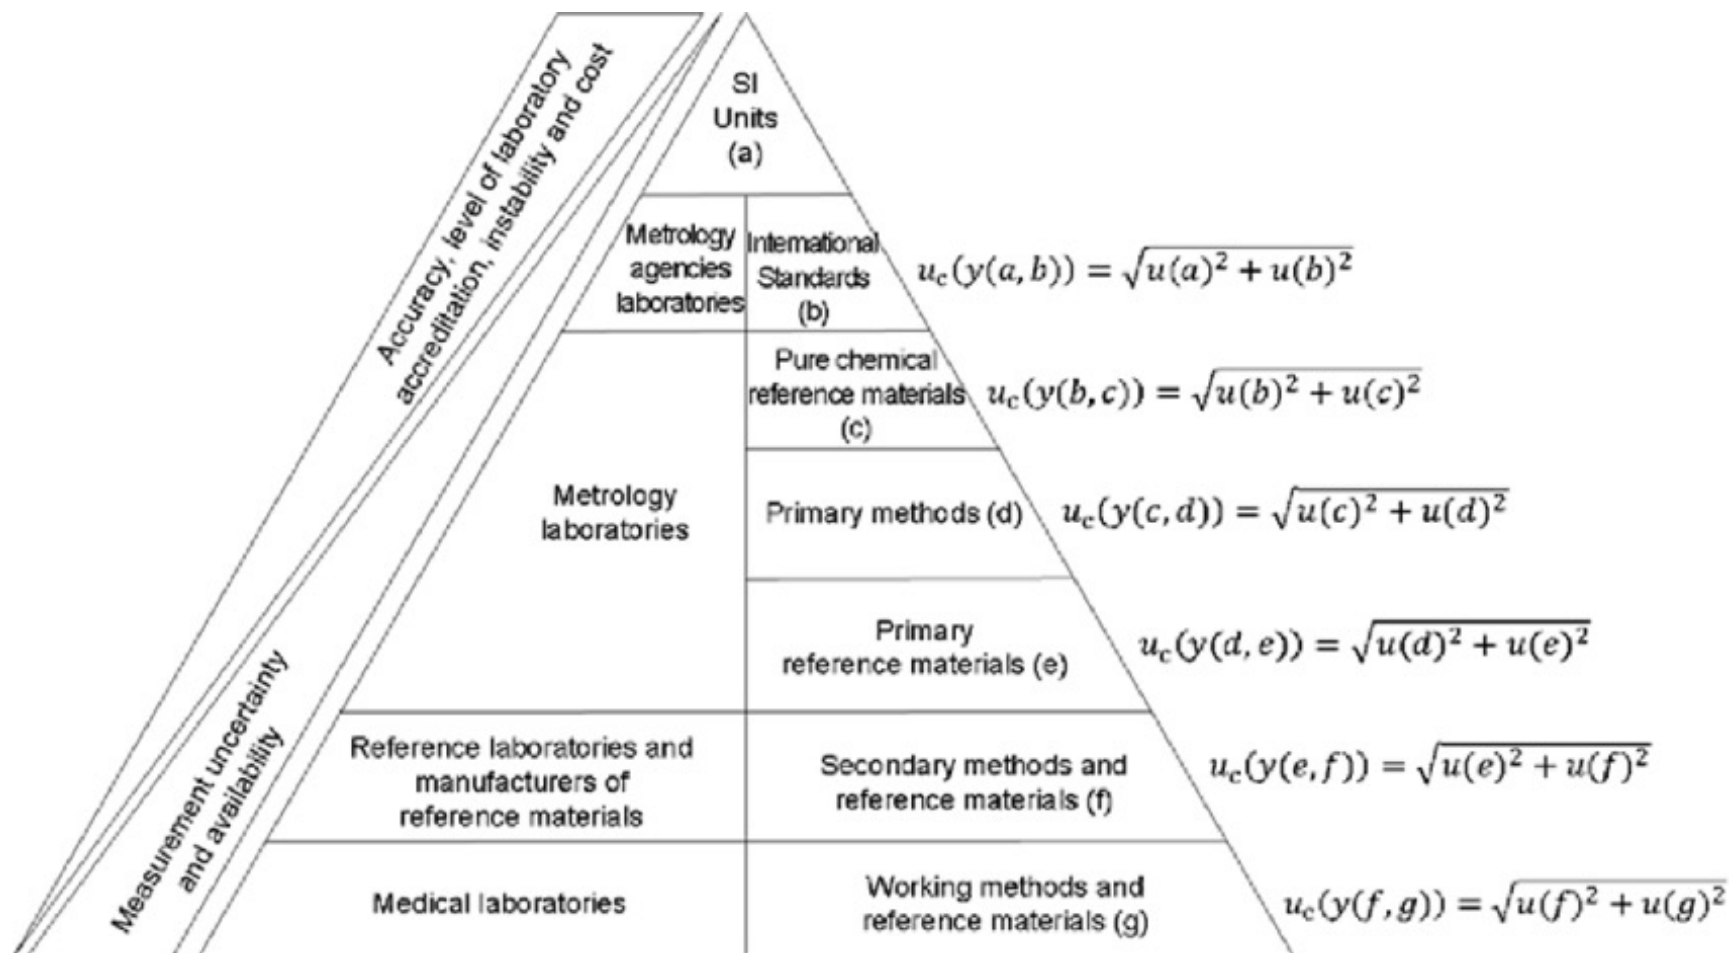 Accuracy, level of laboratory
accreditation, instability and cost
Measurement uncertainty
and availability
SI
Units
(a)
Metrology
agencies
laboratories
International
Standards
(b)
u_c(y(a,b)) = √(u(a)² + u(b)²)
Pure chemical
reference materials
(c)
u_c(y(b,c)) = √(u(b)² + u(c)²)
Metrology
laboratories
Primary methods (d)
u_c(y(c,d)) = √(u(c)² + u(d)²)
Primary
reference materials (e)
u_c(y(d,e)) = √(u(d)² + u(e)²)
Reference laboratories and
manufacturers of
reference materials
Secondary methods and
reference materials (f)
u_c(y(e,f)) = √(u(e)² + u(f)²)
Medical laboratories
Working methods and
reference materials (g)
u_c(y(f,g)) = √(u(f)² + u(g)²)